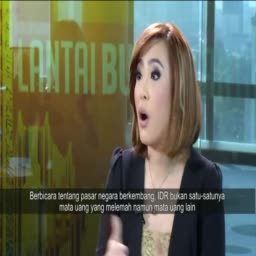 LANTAI BU
Berbicara tentang pasar negara berkembang, IDR bukan satu-satunya
mata uang yang melemah namun mata uang lain